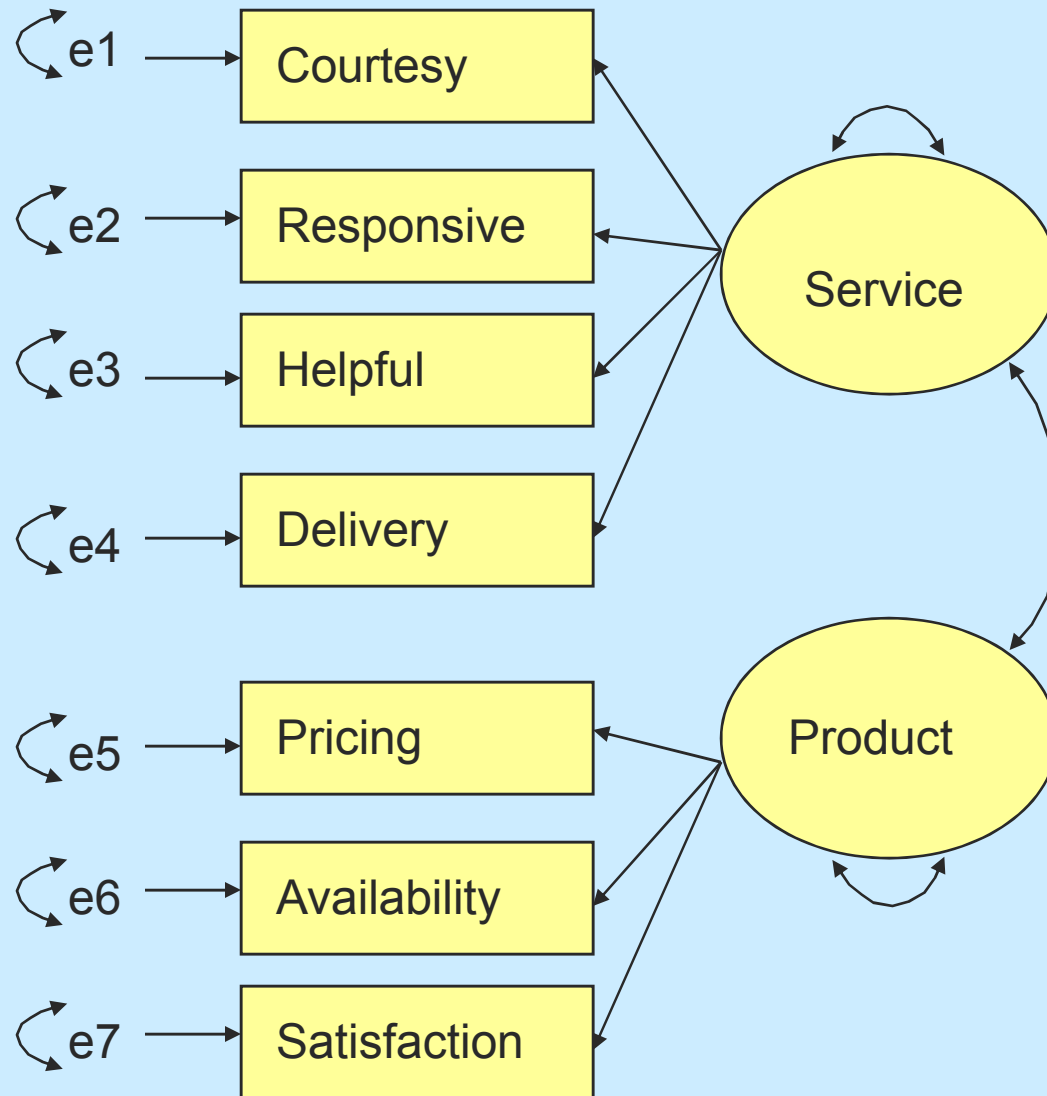 e1
Courtesy
e2
Responsive
Service
e3
Helpful
e4
Delivery
e5
Pricing
Product
e6
Availability
e7
Satisfaction